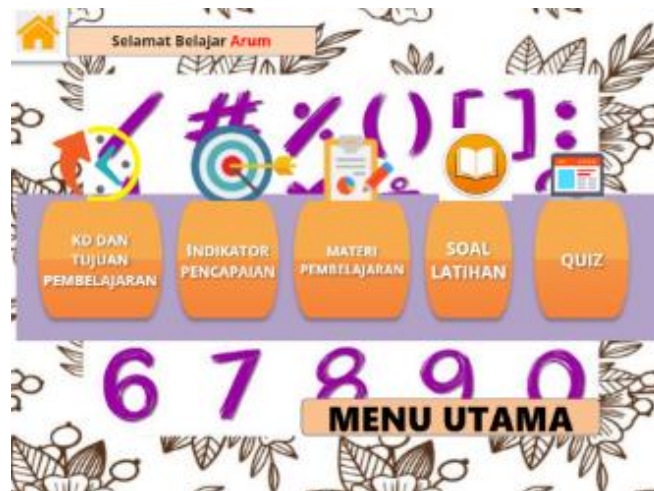 Selamat Belajar Arum
/ # % ( ) [ ] :
KD DAN
TUJUAN
PEMBELAJARAN
INDIKATOR
PENCAPAIAN
MATERI
PEMBELAJARAN
SOAL
LATIHAN
QUIZ
6 7 8 9 0
MENU UTAMA